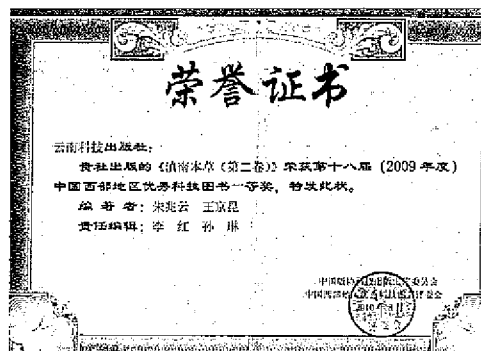 荣誉证书
云南科技出版社：
贵社出版的《滇南本草（第二卷）》荣获第十八届（2009年度）
中国西部地区优秀科技图书一等奖，特发此状。
编著者：朱兆云 王京昆
责任编辑：李 红 孙 琳